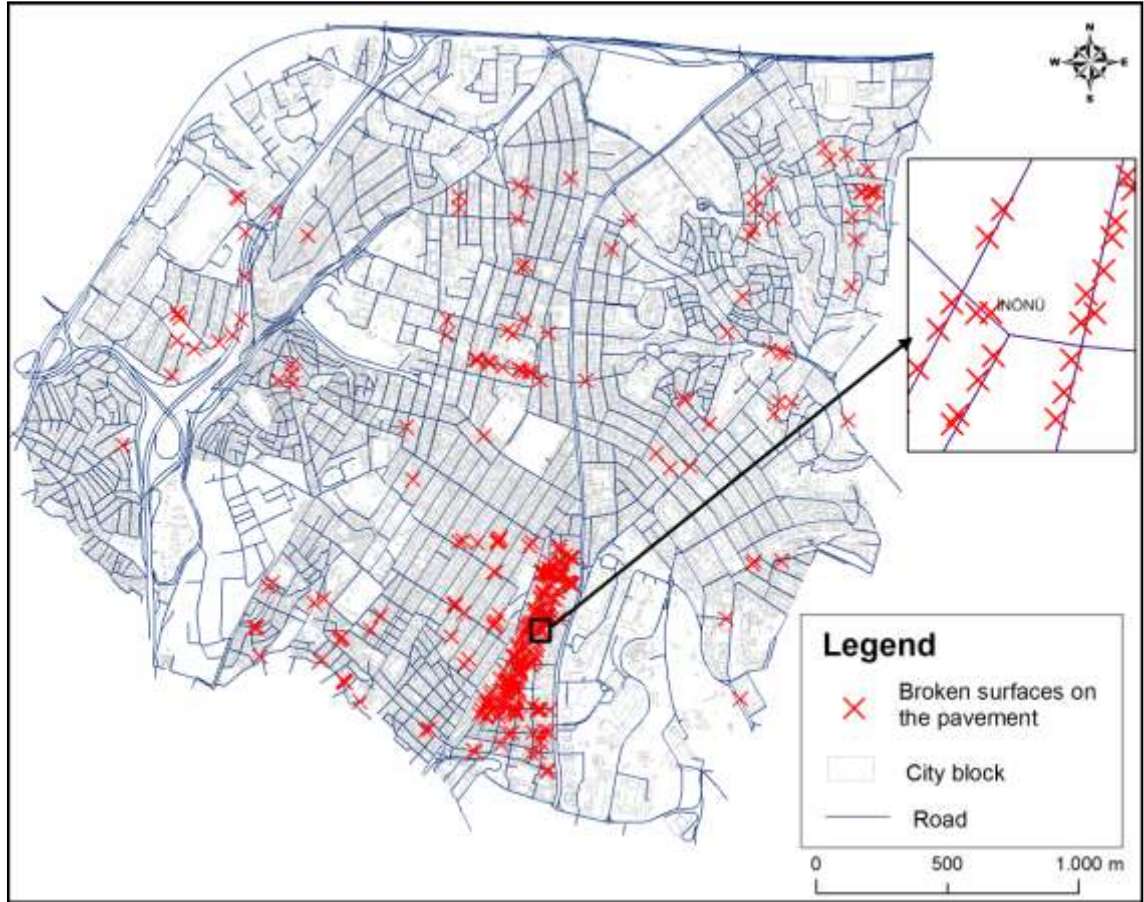 N
W E
S
İNÖNÜ
Legend
Broken surfaces on
the pavement
City block
Road
0 500 1.000 m